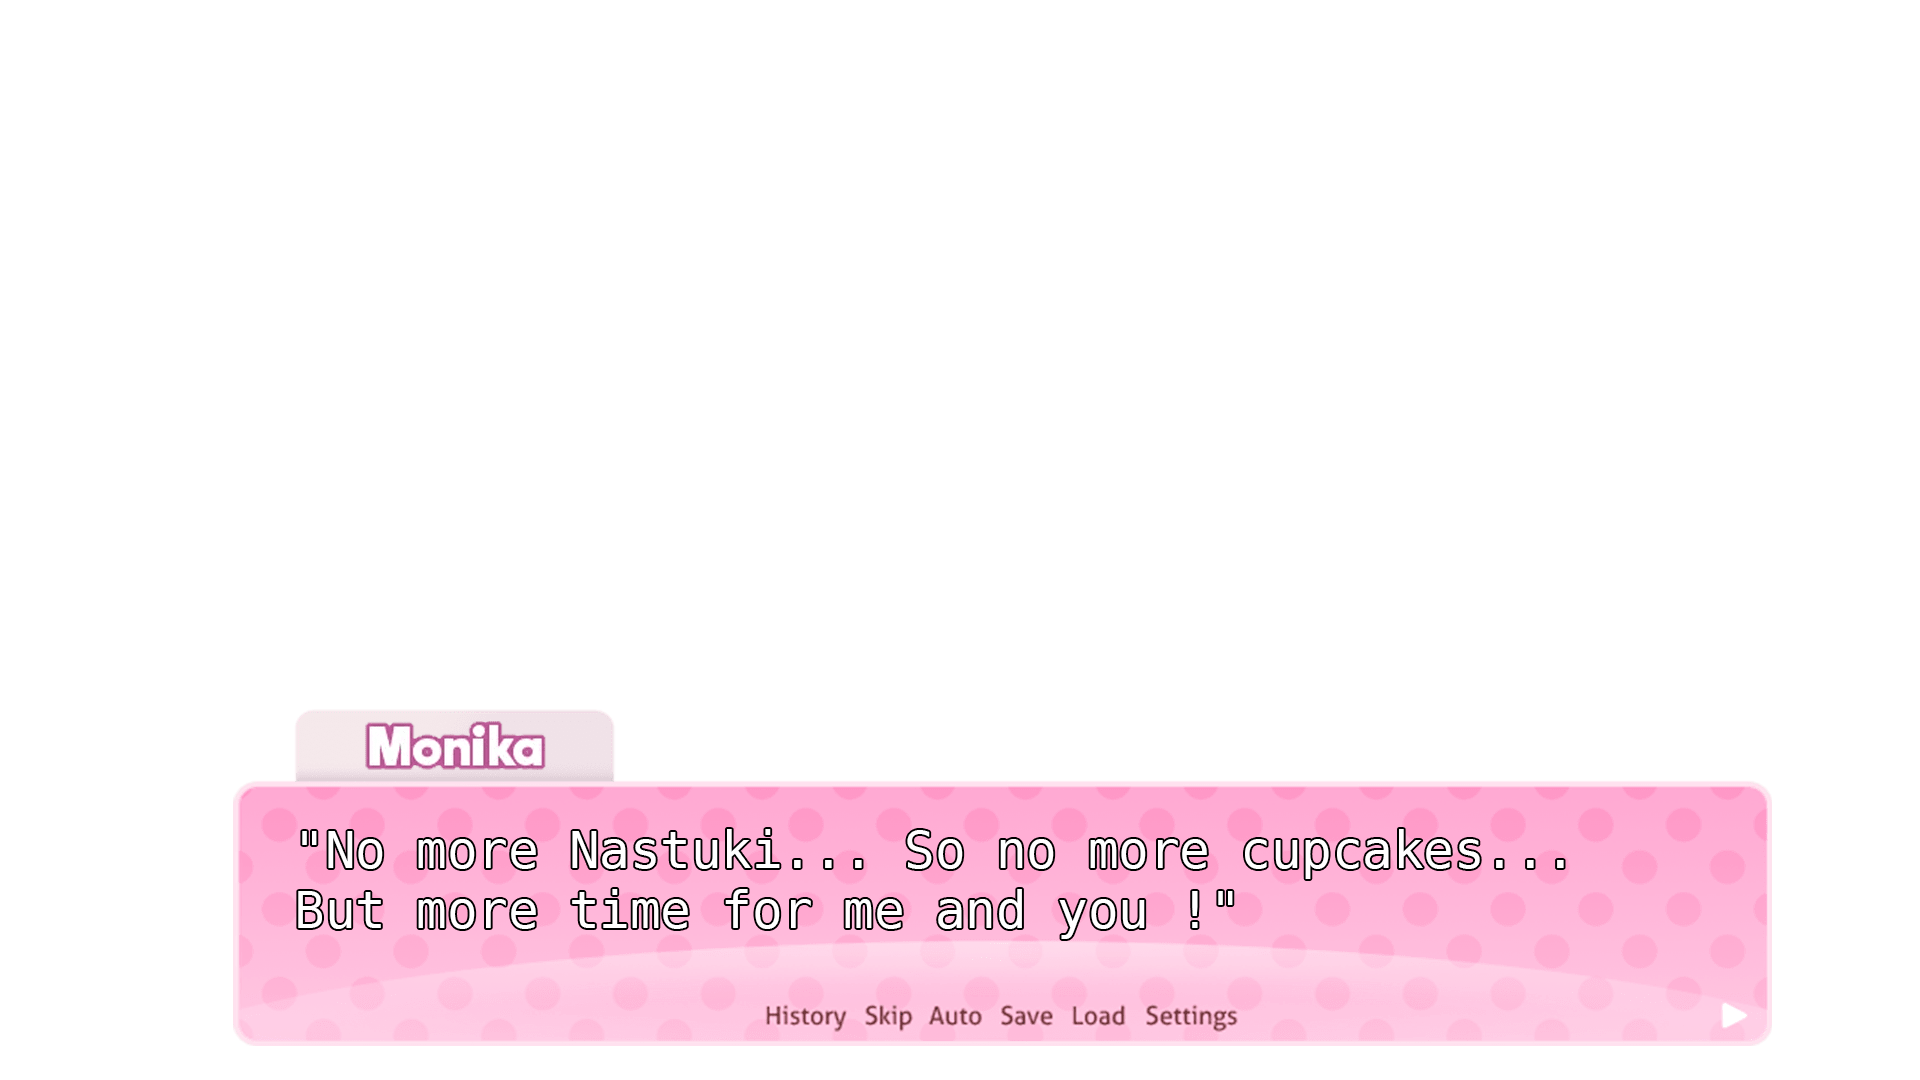 Monika
"No more Nastuki... So no more cupcakes...
But more time for me and you !"
History Skip Auto Save Load Settings